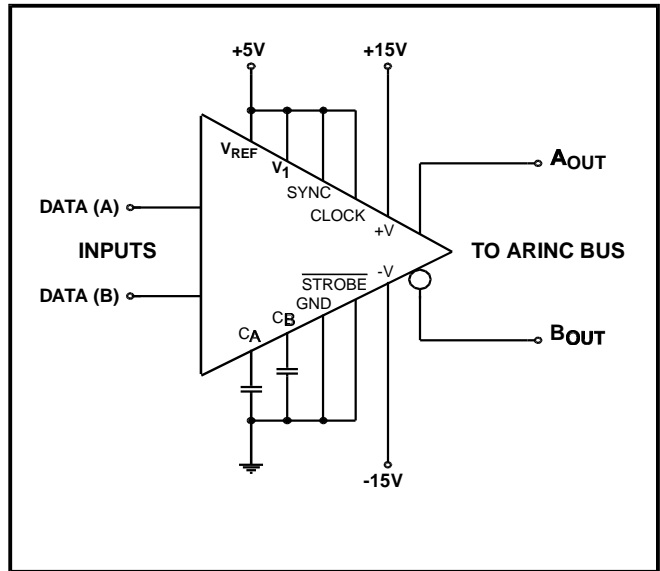 +5V
+15V
VREF
V1
SYNC
CLOCK
+V
AOUT
DATA (A)
INPUTS
TO ARINC BUS
DATA (B)
-V
STROBE
GND
CB
CA
BOUT
-15V